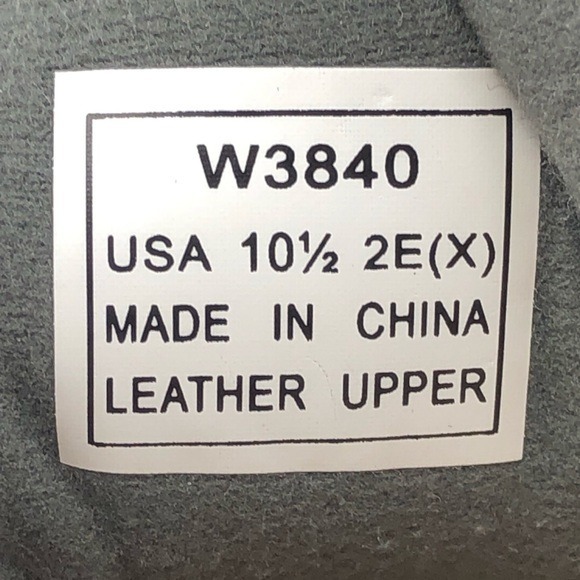 W3840
USA 10½ 2E(X)
MADE IN CHINA
LEATHER UPPER